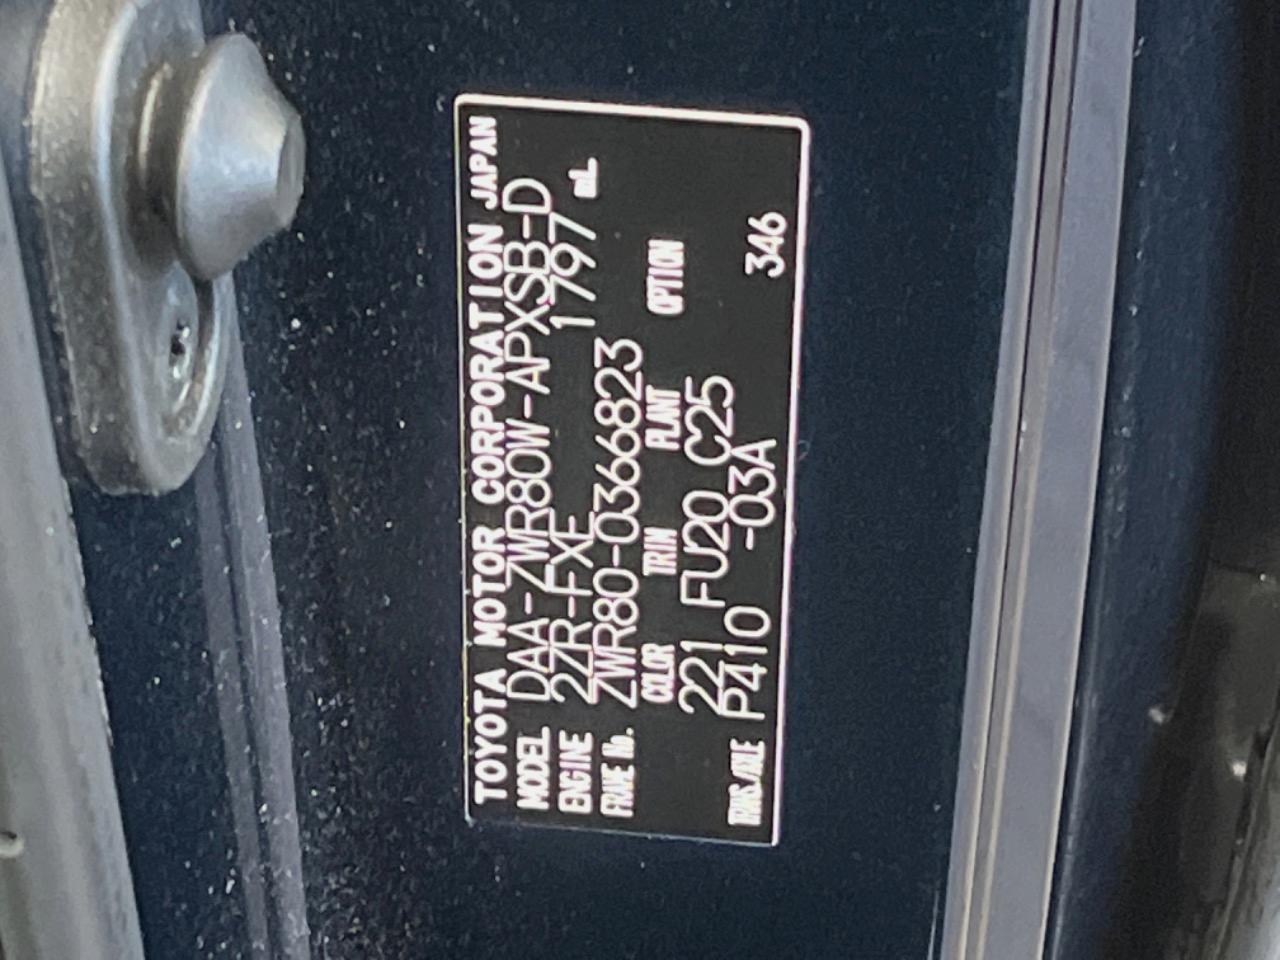 TOYOTA MOTOR CORPORATION JAPAN
MODEL DAA-ZWR80W-APXSB-D
ENGINE 2ZR-FXE 1797 mL
FRAME No. ZWR80-0366823
COLOR TRIM PLANT OPTION
221 FU20 C25
TRANS/AXLE P410 -03A 346